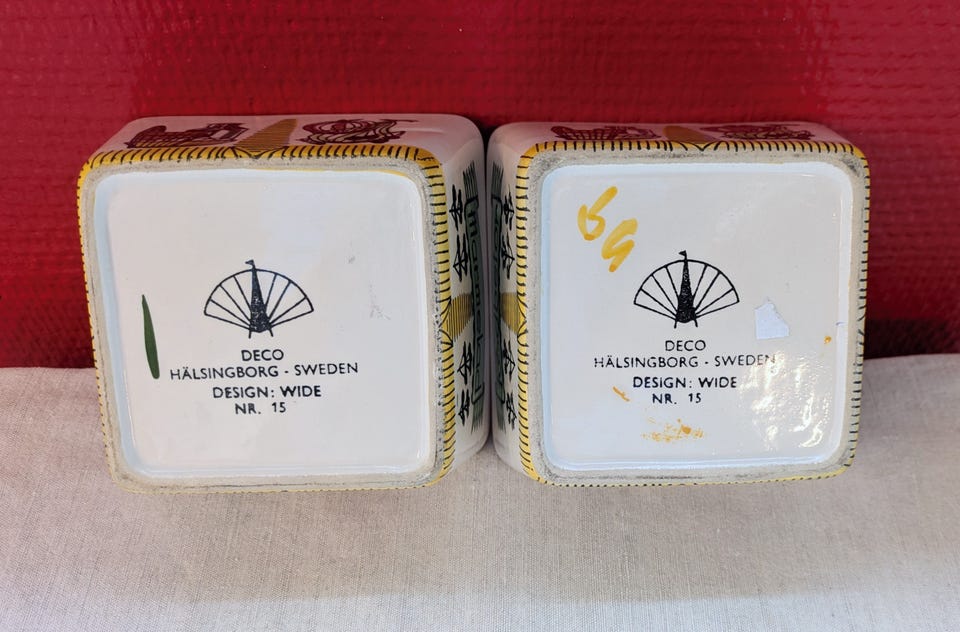 DECO
HÄLSINGBORG - SWEDEN
DESIGN: WIDE
NR. 15
DECO
HÄLSINGBORG - SWEDEN
DESIGN: WIDE
NR. 15